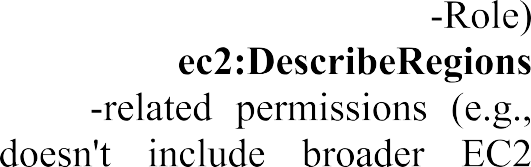 -Role)
ec2:DescribeRegions
-related permissions (e.g.,
doesn't include broader EC2